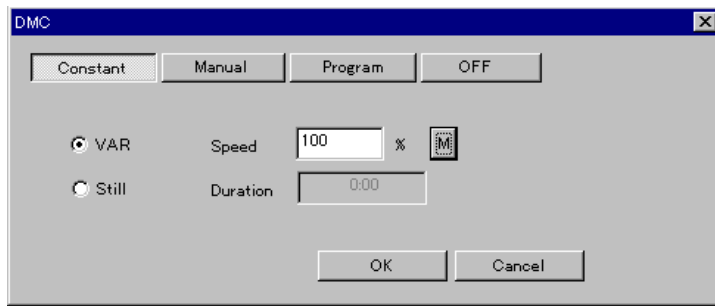 DMC
Constant Manual Program OFF
VAR Speed 100 % M
Still Duration 0:00
OK Cancel